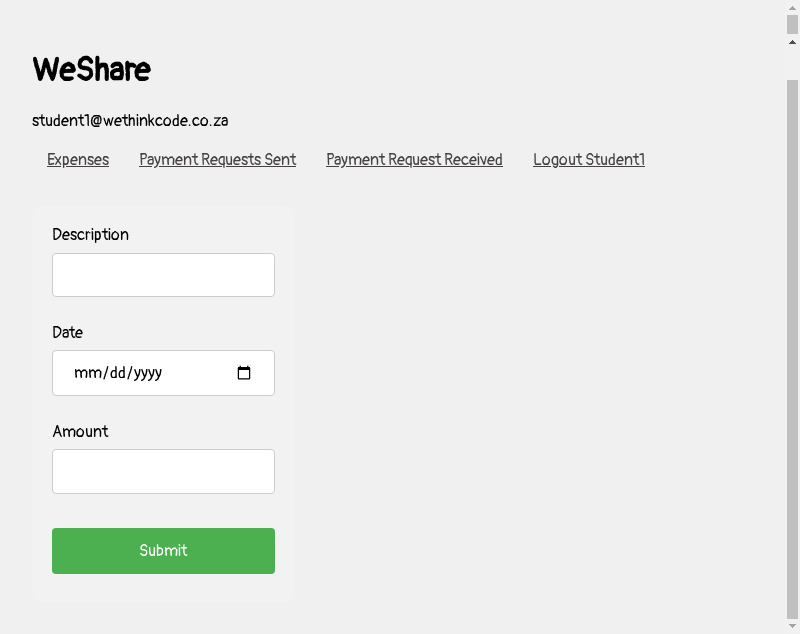 WeShare
student1@wethinkcode.co.za
Expenses Payment Requests Sent Payment Request Received Logout Student1
Description
Date
mm/dd/yyyy
Amount
Submit